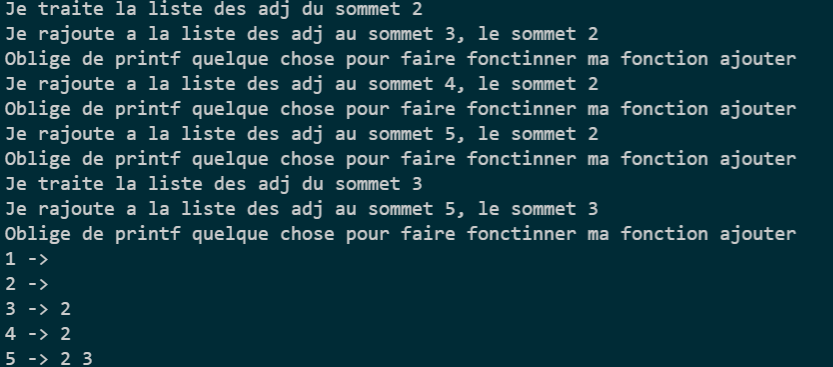 Je traite la liste des adj du sommet 2
Je rajoute a la liste des adj au sommet 3, le sommet 2
Oblige de printf quelque chose pour faire fonctinner ma fonction ajouter
Je rajoute a la liste des adj au sommet 4, le sommet 2
Oblige de printf quelque chose pour faire fonctinner ma fonction ajouter
Je rajoute a la liste des adj au sommet 5, le sommet 2
Oblige de printf quelque chose pour faire fonctinner ma fonction ajouter
Je traite la liste des adj du sommet 3
Je rajoute a la liste des adj au sommet 5, le sommet 3
Oblige de printf quelque chose pour faire fonctinner ma fonction ajouter
1 ->
2 ->
3 -> 2
4 -> 2
5 -> 2 3